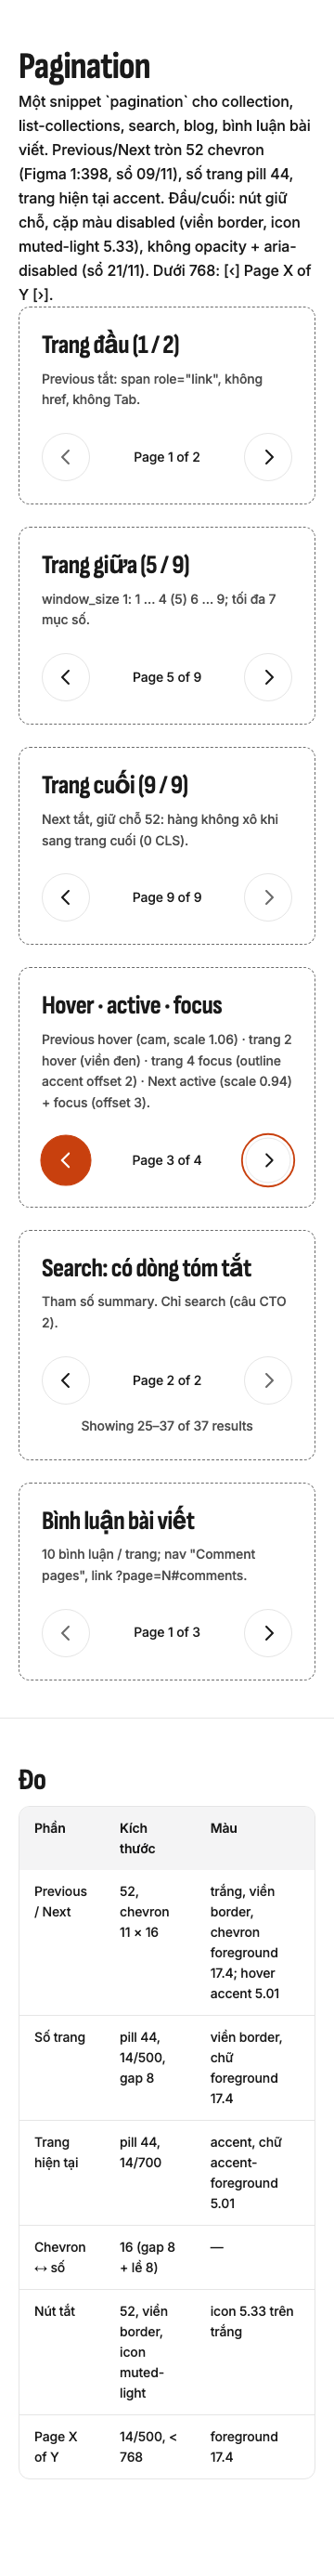 Pagination
Một snippet `pagination` cho collection,
list-collections, search, blog, bình luận bài
viết. Previous/Next tròn 52 chevron
(Figma 1:398, sổ 09/11), số trang pill 44,
trang hiện tại accent. Đầu/cuối: nút giữ
chỗ, cặp màu disabled (viền border, icon
muted-light 5.33), không opacity + aria-
disabled (sổ 21/11). Dưới 768: [‹] Page X of
Y [›].
Trang đầu (1 / 2)
Previous tắt: span role="link", không
href, không Tab.
Page 1 of 2
Trang giữa (5 / 9)
window_size 1: 1 … 4 (5) 6 … 9; tối đa 7
mục số.
Page 5 of 9
Trang cuối (9 / 9)
Next tắt, giữ chỗ 52: hàng không xô khi
sang trang cuối (0 CLS).
Page 9 of 9
Hover · active · focus
Previous hover (cam, scale 1.06) · trang 2
hover (viền đen) · trang 4 focus (outline
accent offset 2) · Next active (scale 0.94)
+ focus (offset 3).
Page 3 of 4
Search: có dòng tóm tắt
Tham số summary. Chỉ search (câu CTO
2).
Page 2 of 2
Showing 25–37 of 37 results
Bình luận bài viết
10 bình luận / trang; nav "Comment
pages", link ?page=N#comments.
Page 1 of 3
Đo
Phần Kích Màu
thước
Previous 52, trắng, viền
/ Next chevron border,
11 × 16 chevron
foreground
17.4; hover
accent 5.01
Số trang pill 44, viền border,
14/500, chữ
gap 8 foreground
17.4
Trang pill 44, accent, chữ
hiện tại 14/700 accent-
foreground
5.01
Chevron 16 (gap 8 —
↔ số + lề 8)
Nút tắt 52, viền icon 5.33 trên
border, trắng
icon
muted-
light
Page X 14/500, < foreground
of Y 768 17.4